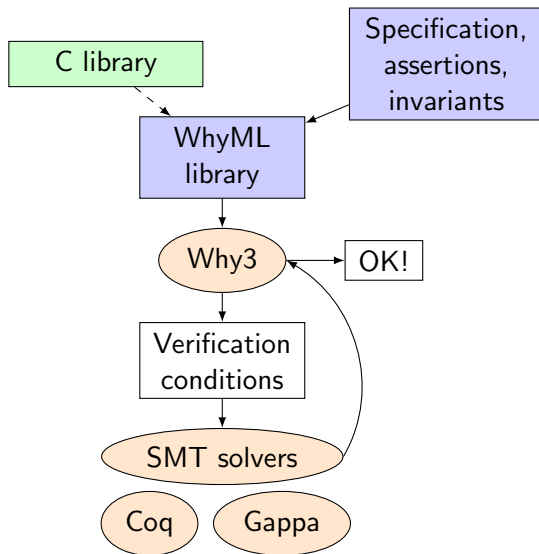 C library
Specification,
assertions,
invariants
WhyML
library
Why3
OK!
Verification
conditions
SMT solvers
Coq
Gappa